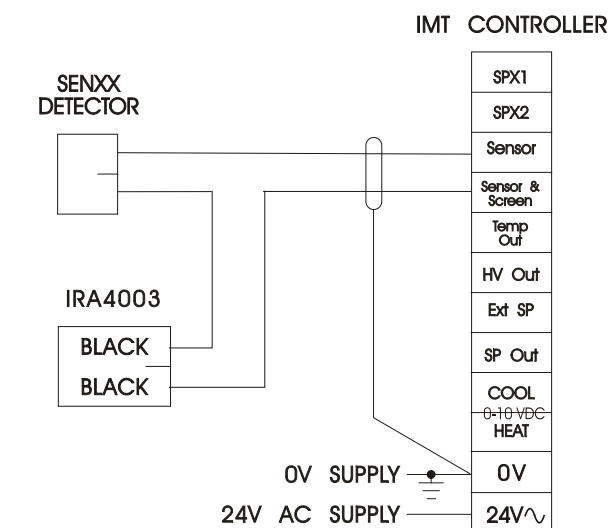 IMT CONTROLLER
SENXX
DETECTOR
SPX1
SPX2
Sensor
Sensor &
Screen
Temp
Out
HV Out
Ext SP
SP Out
COOL
0-10 VDC
HEAT
0V
24V∿
IRA4003
BLACK
BLACK
0V SUPPLY
24V AC SUPPLY